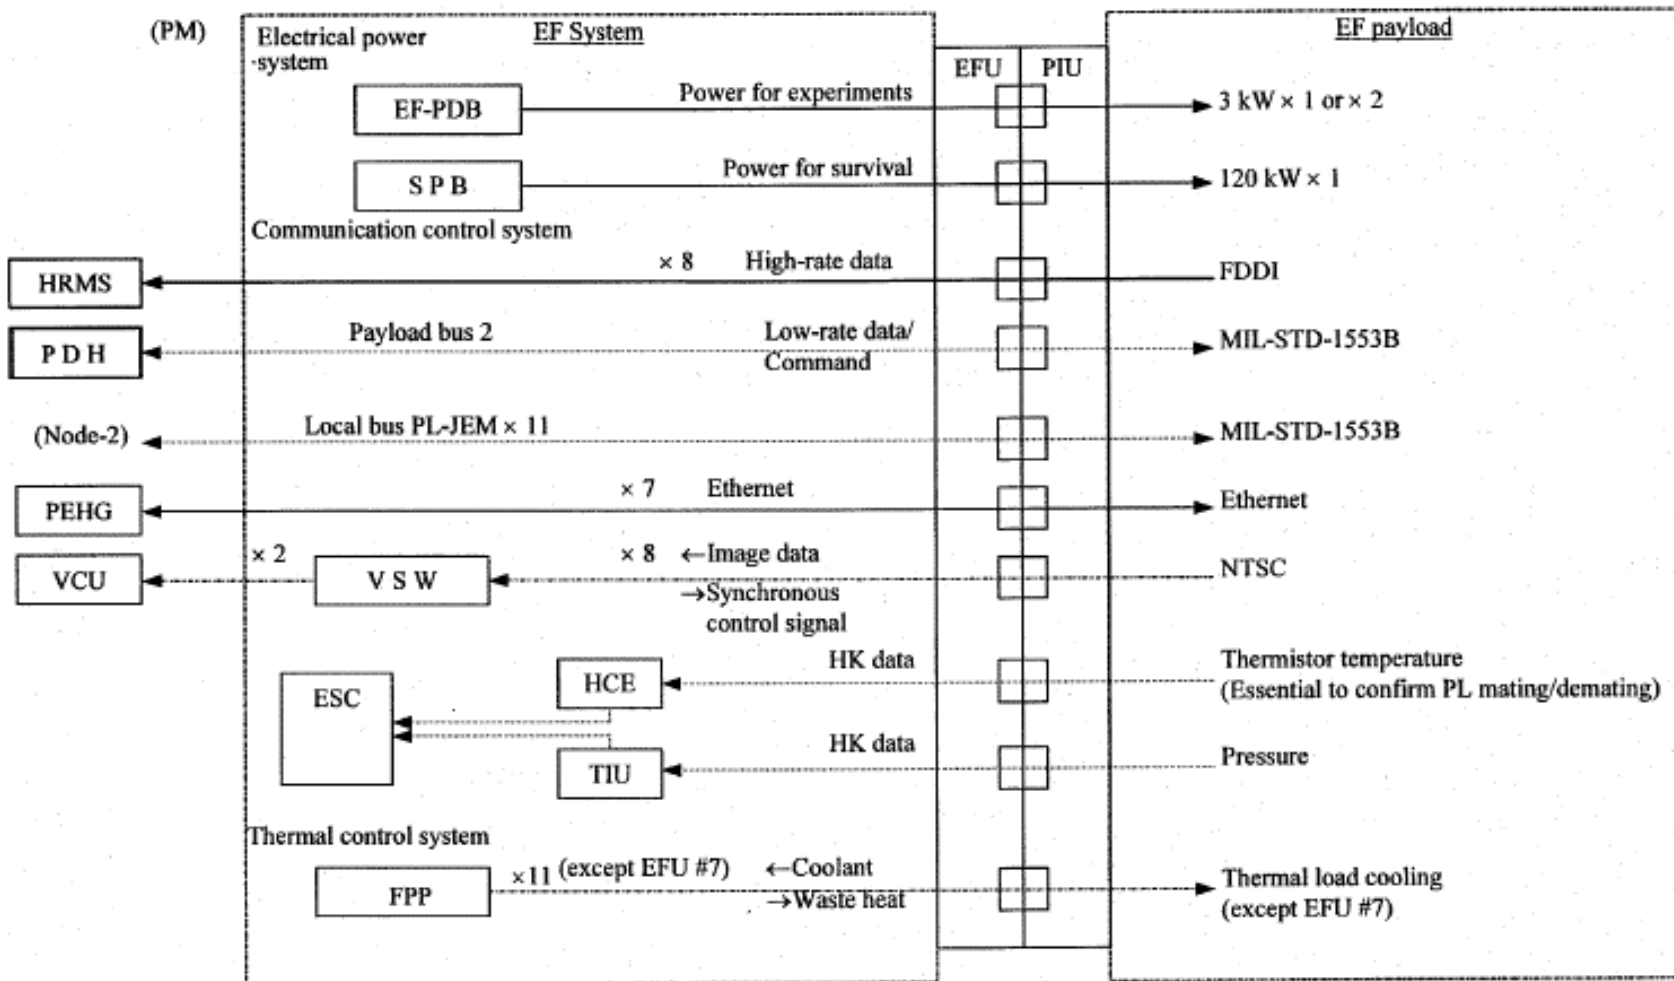 (PM)
EF System
EF payload
Electrical power
system
EFU
PIU
EF-PDB
Power for experiments
3 kW × 1 or × 2
S P B
Power for survival
120 kW × 1
Communication control system
HRMS
× 8
High-rate data
FDDI
P D H
Payload bus 2
Low-rate data/
Command
MIL-STD-1553B
(Node-2)
Local bus PL-JEM × 11
MIL-STD-1553B
PEHG
× 7
Ethernet
Ethernet
VCU
× 2
V S W
× 8
←Image data
→Synchronous
control signal
NTSC
ESC
HCE
HK data
Thermistor temperature
(Essential to confirm PL mating/demating)
TIU
HK data
Pressure
Thermal control system
FPP
×11 (except EFU #7)
←Coolant
→Waste heat
Thermal load cooling
(except EFU #7)